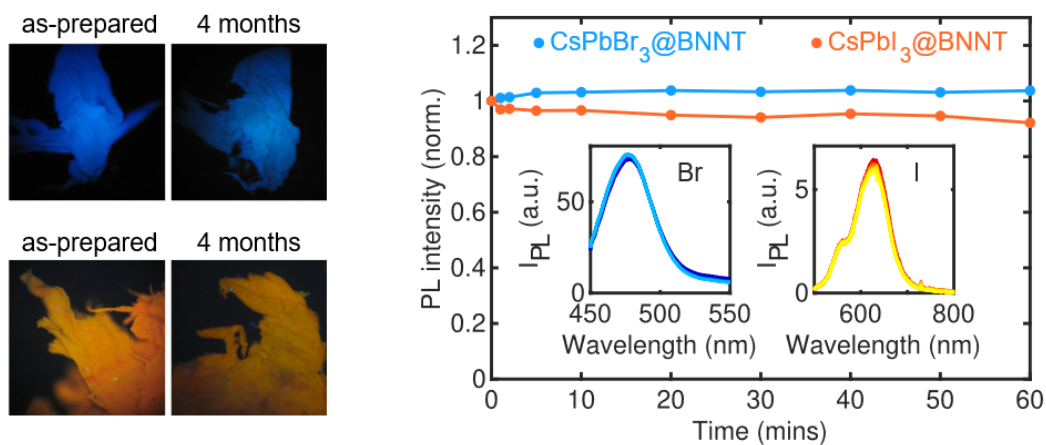 as-prepared 4 months
as-prepared 4 months
PL intensity (norm.)
1.2
1
0.8
0.6
0.4
0.2
0
CsPbBr3@BNNT CsPbI3@BNNT
IPL (a.u.)
50
0
Br
450 500 550
Wavelength (nm)
IPL (a.u.)
5
0
I
600 800
Wavelength (nm)
0 10 20 30 40 50 60
Time (mins)